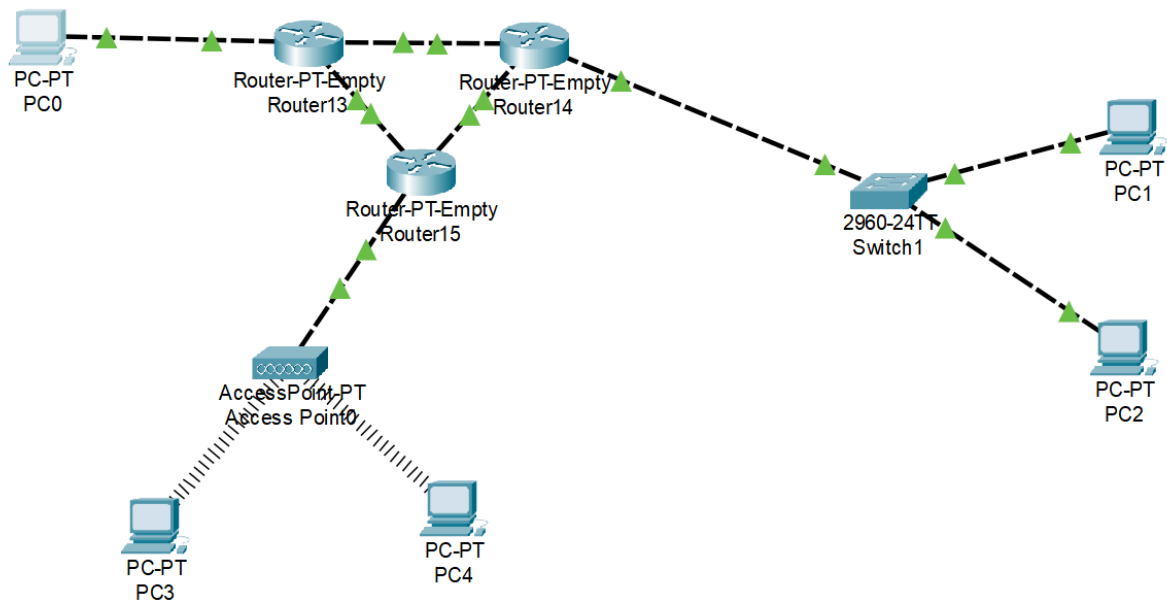 PC-PT
PC0
Router-PT-Empty
Router13
Router-PT-Empty
Router14
Router-PT-Empty
Router15
PC-PT
PC1
2960-24TT
Switch1
PC-PT
PC2
AccessPoint-PT
Access Point0
PC-PT
PC3
PC-PT
PC4